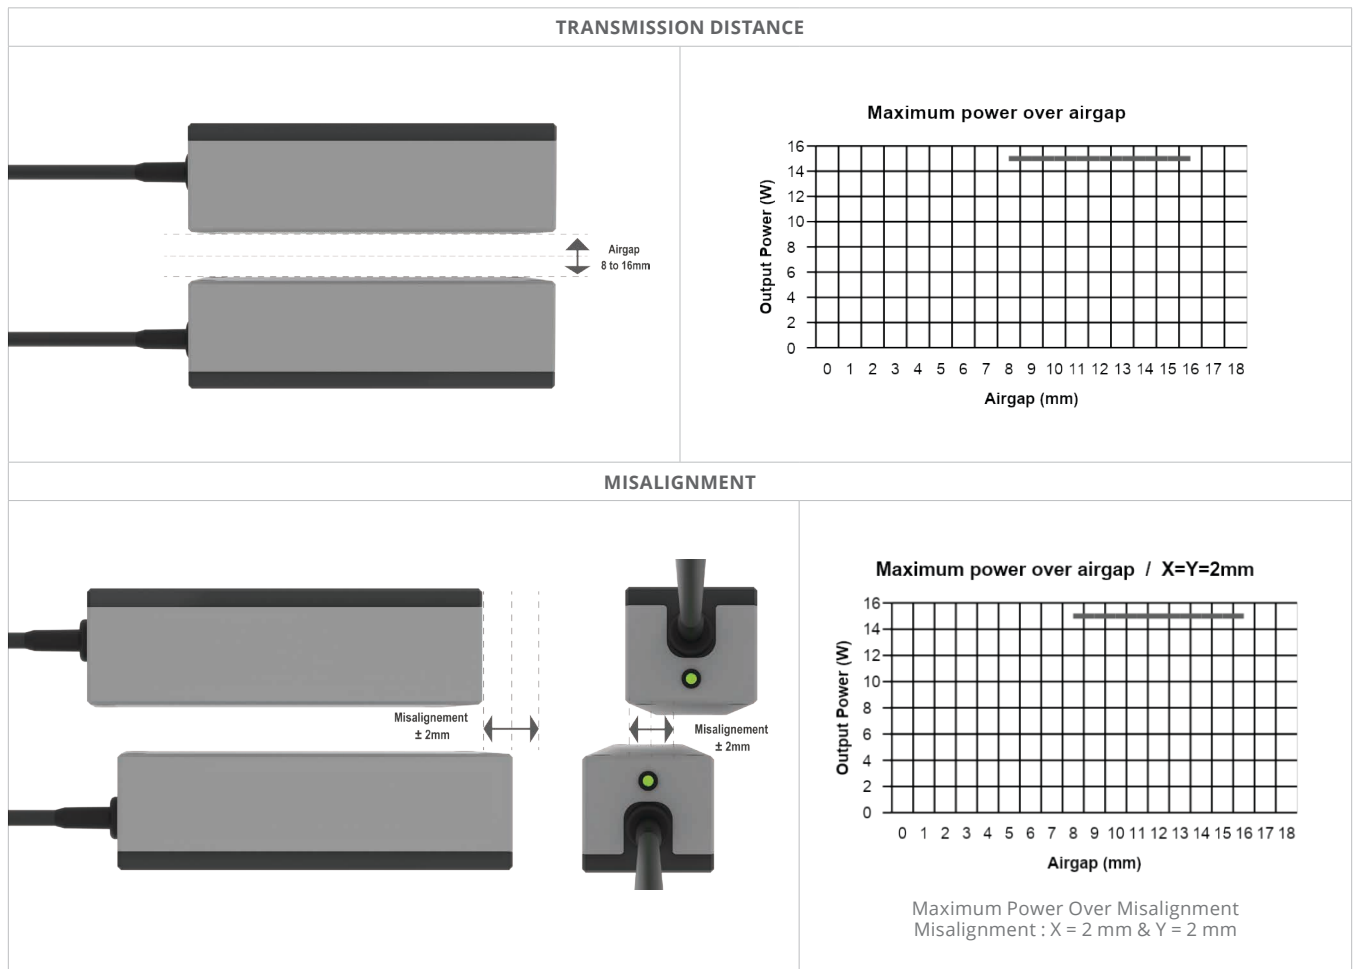 TRANSMISSION DISTANCE
Airgap
8 to 16mm
Maximum power over airgap
Output Power (W)
16
14
12
10
8
6
4
2
0
0 1 2 3 4 5 6 7 8 9 10 11 12 13 14 15 16 17 18
Airgap (mm)
MISALIGNMENT
Misalignement
± 2mm
Misalignement
± 2mm
Maximum power over airgap / X=Y=2mm
Output Power (W)
16
14
12
10
8
6
4
2
0
0 1 2 3 4 5 6 7 8 9 10 11 12 13 14 15 16 17 18
Airgap (mm)
Maximum Power Over Misalignment
Misalignment : X = 2 mm & Y = 2 mm